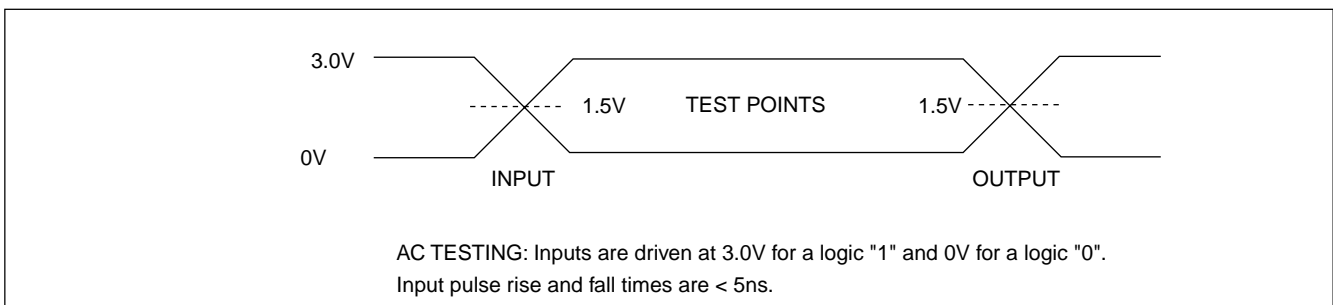 3.0V
1.5V TEST POINTS 1.5V
0V
INPUT OUTPUT
AC TESTING: Inputs are driven at 3.0V for a logic "1" and 0V for a logic "0".
Input pulse rise and fall times are < 5ns.